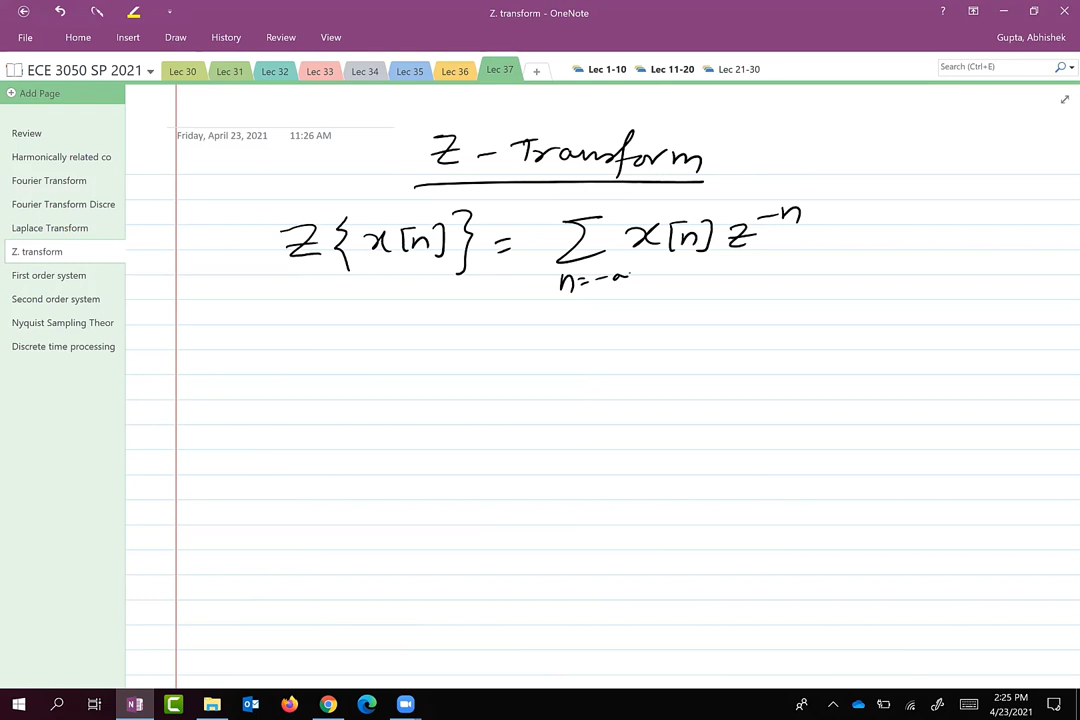 Z. transform - OneNote
Gupta, Abhishek
File Home Insert Draw History Review View
ECE 3050 SP 2021
Lec 30 Lec 31 Lec 32 Lec 33 Lec 34 Lec 35 Lec 36 Lec 37
Lec 1-10 Lec 11-20 Lec 21-30
Search (Ctrl+E)
Add Page
Review
Harmonically related co
Fourier Transform
Fourier Transform Discre
Laplace Transform
Z. transform
First order system
Second order system
Nyquist Sampling Theor
Discrete time processing
Friday, April 23, 2021 11:26 AM
Z - Transform
Z{x[n]} = ∑ x[n] z⁻ⁿ
n=-
2:25 PM
4/23/2021